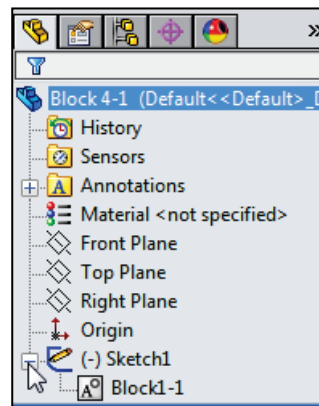 »
Block 4-1 (Default<<Default>_D
History
Sensors
A Annotations
Material <not specified>
Front Plane
Top Plane
Right Plane
Origin
(-) Sketch1
A Block1-1